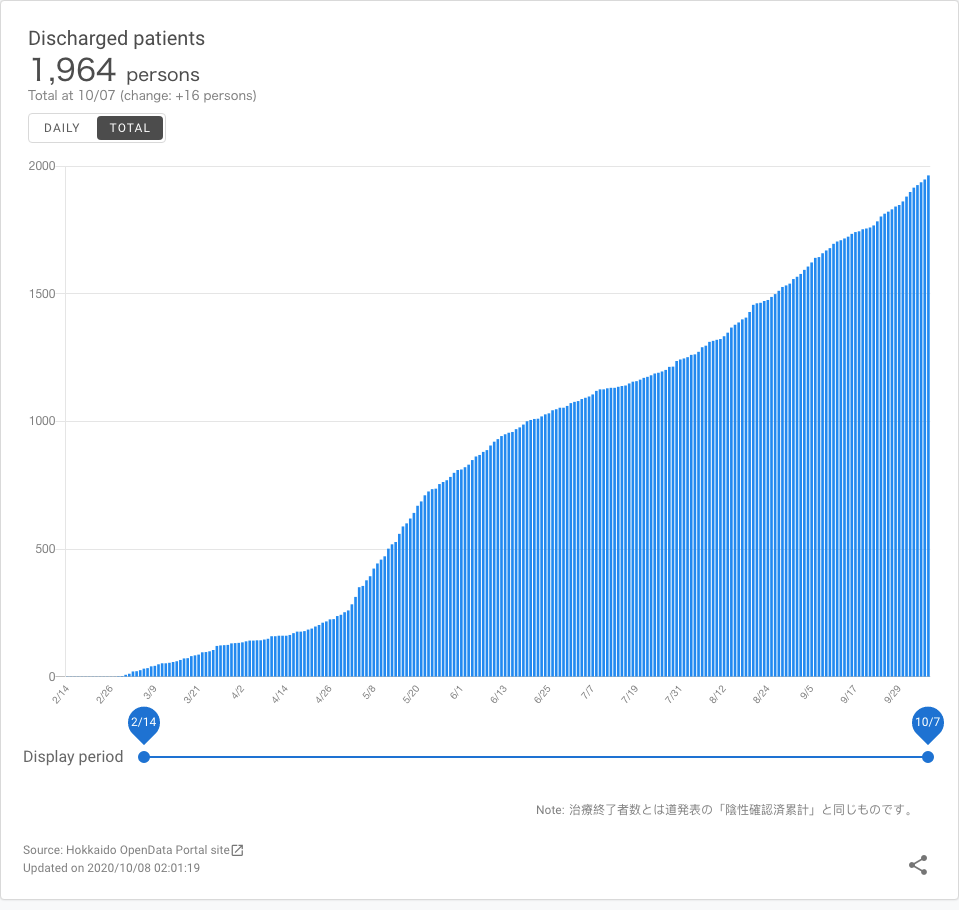 Discharged patients
1,964 persons
Total at 10/07 (change: +16 persons)
DAILY TOTAL
2000
1500
1000
500
0
2/14 2/26 3/9 3/21 4/2 4/14 4/26 5/8 5/20 6/1 6/13 6/25 7/7 7/19 7/31 8/12 8/24 9/5 9/17 9/29
2/14 10/7
Display period
Note: 治療終了者数とは道発表の「陰性確認済累計」と同じものです。
Source: Hokkaido OpenData Portal site
Updated on 2020/10/08 02:01:19